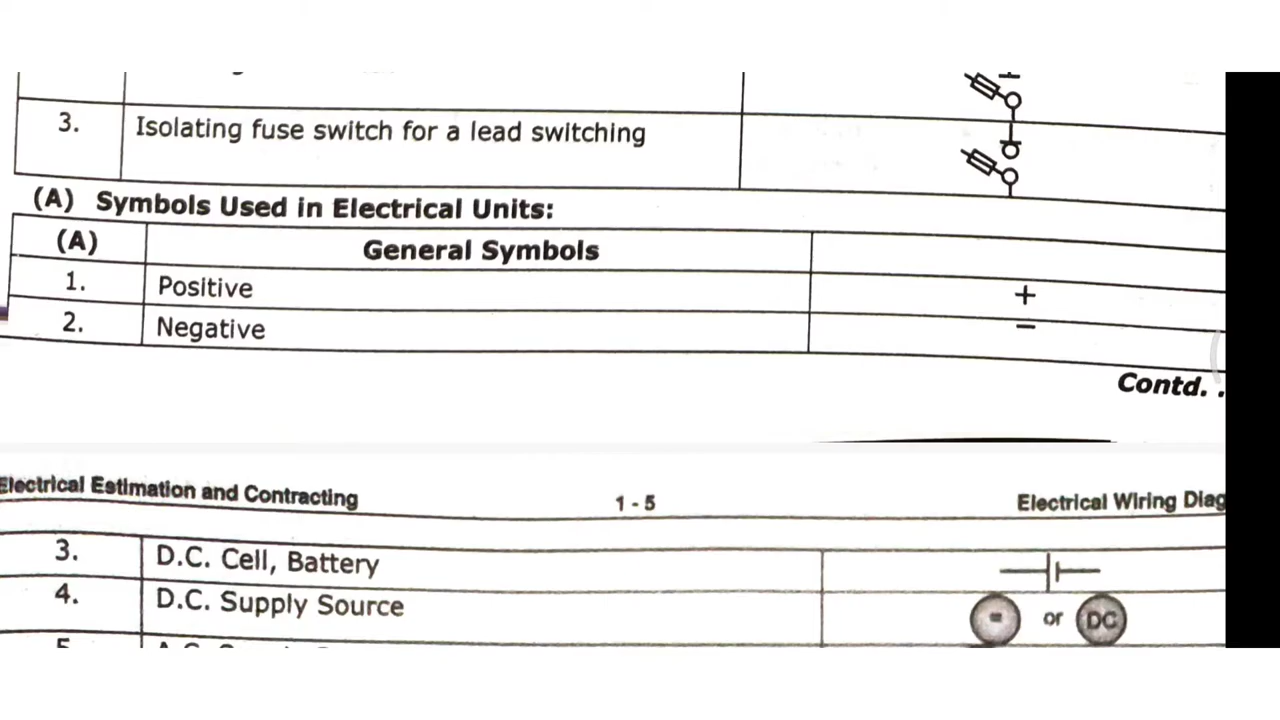 3. Isolating fuse switch for a lead switching
(A) Symbols Used in Electrical Units:
(A) General Symbols
1. Positive +
2. Negative −
Contd. .
Electrical Estimation and Contracting 1 - 5 Electrical Wiring Diag
3. D.C. Cell, Battery
4. D.C. Supply Source = or DC
5.